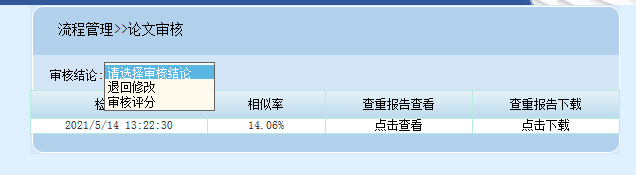 流程管理>>论文审核
审核结论:
请选择审核结论
退回修改
审核评分
相似率 查重报告查看 查重报告下载
2021/5/14 13:22:30 14.06% 点击查看 点击下载